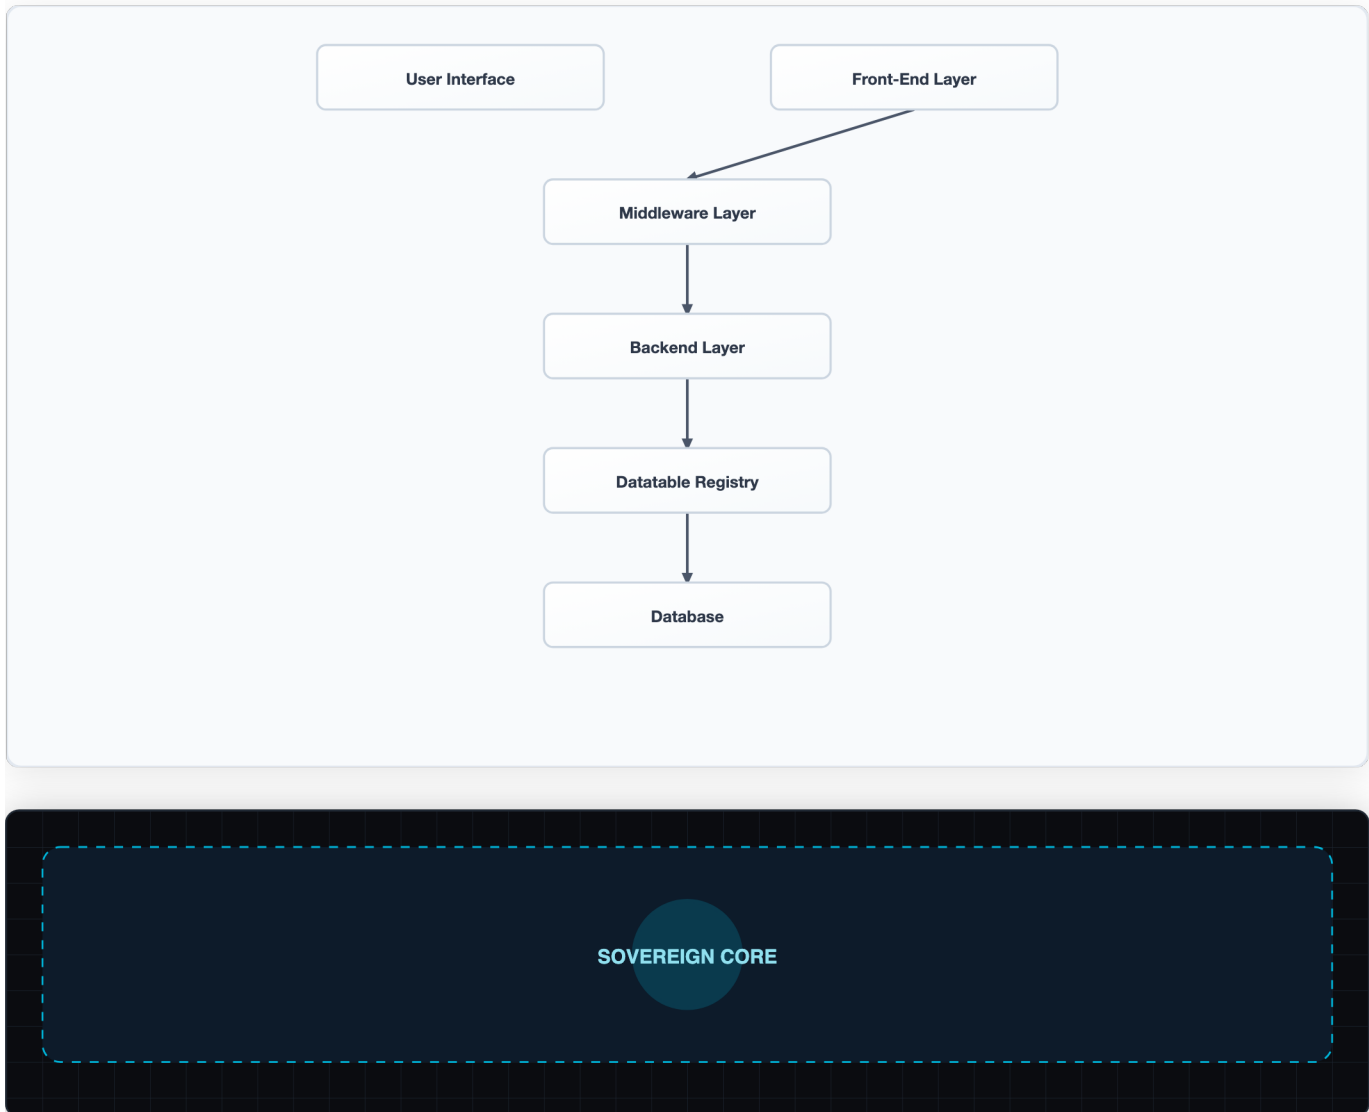 User Interface
Front-End Layer
Middleware Layer
Backend Layer
Datatable Registry
Database
SOVEREIGN CORE